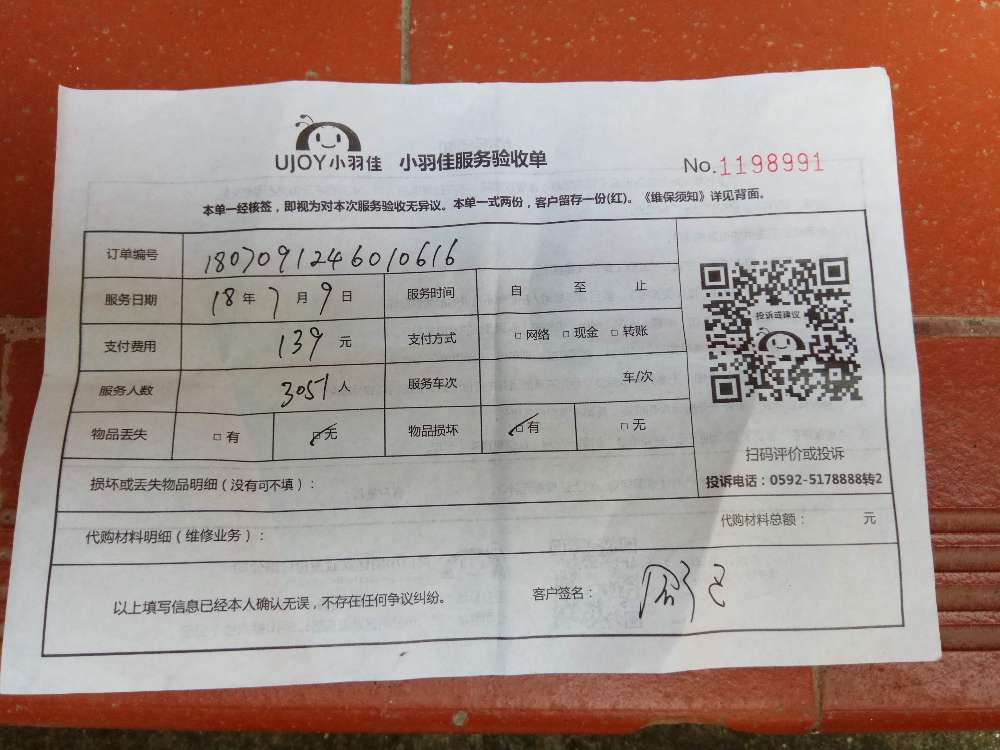 UJOY小羽佳 小羽佳服务验收单 No.1198991
本单一经核签，即视为对本次服务验收无异议。本单一式两份，客户留存一份(红)。《维保须知》详见背面。
订单编号 1807091246010616
服务日期 18年7月9日 服务时间 自 至 止
支付费用 139元 支付方式 □网络 □现金 □转账
服务人数 3051人 服务车次 车/次
物品丢失 □有 ☑无 物品损坏 ☑有 □无
投诉或建议
扫码评价或投诉
投诉电话：0592-5178888转2
损坏或丢失物品明细（没有可不填）：
代购材料明细（维修业务）： 代购材料总额： 元
以上填写信息已经本人确认无误，不存在任何争议纠纷。 客户签名：